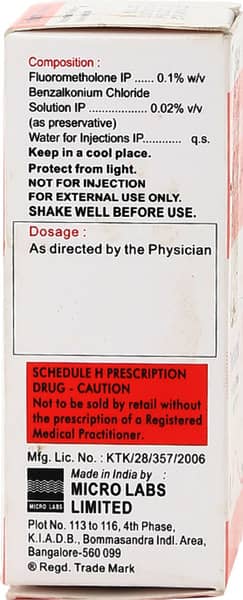 Composition :
Fluorometholone IP ...... 0.1% w/v
Benzalkonium Chloride
Solution IP ................ 0.02% v/v
(as preservative)
Water for Injections IP............ q.s.
Keep in a cool place.
Protect from light.
NOT FOR INJECTION
FOR EXTERNAL USE ONLY.
SHAKE WELL BEFORE USE.
Dosage :
As directed by the Physician
SCHEDULE H PRESCRIPTION
DRUG - CAUTION
Not to be sold by retail without
the prescription of a Registered
Medical Practitioner.
Mfg. Lic. No. : KTK/28/357/2006
Made in India by :
MICRO LABS
LIMITED
MICRO LABS
Plot No. 113 to 116, 4th Phase,
K.I.A.D.B., Bommasandra Indl. Area,
Bangalore-560 099
® Regd. Trade Mark